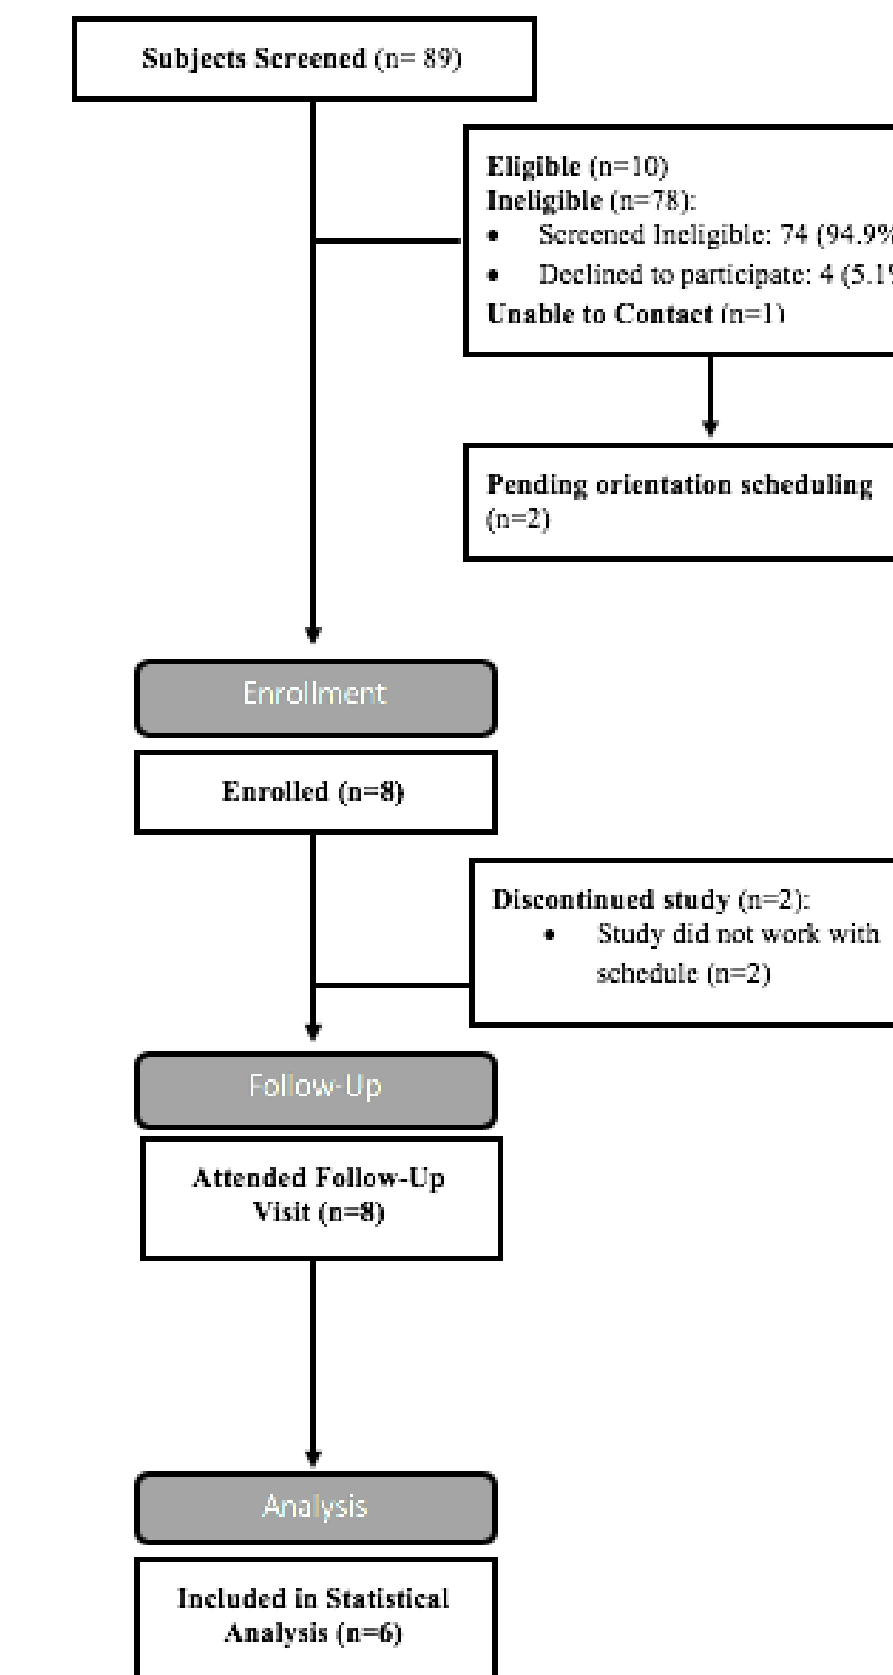 Subjects Screened (n= 89)
Eligible (n=10)
Ineligible (n=78):
• Screened Ineligible: 74 (94.9%
• Declined to participate: 4 (5.1%
Unable to Contact (n=1)
Pending orientation scheduling
(n=2)
Enrollment
Enrolled (n=8)
Discontinued study (n=2):
• Study did not work with
schedule (n=2)
Follow-Up
Attended Follow-Up
Visit (n=8)
Analysis
Included in Statistical
Analysis (n=6)